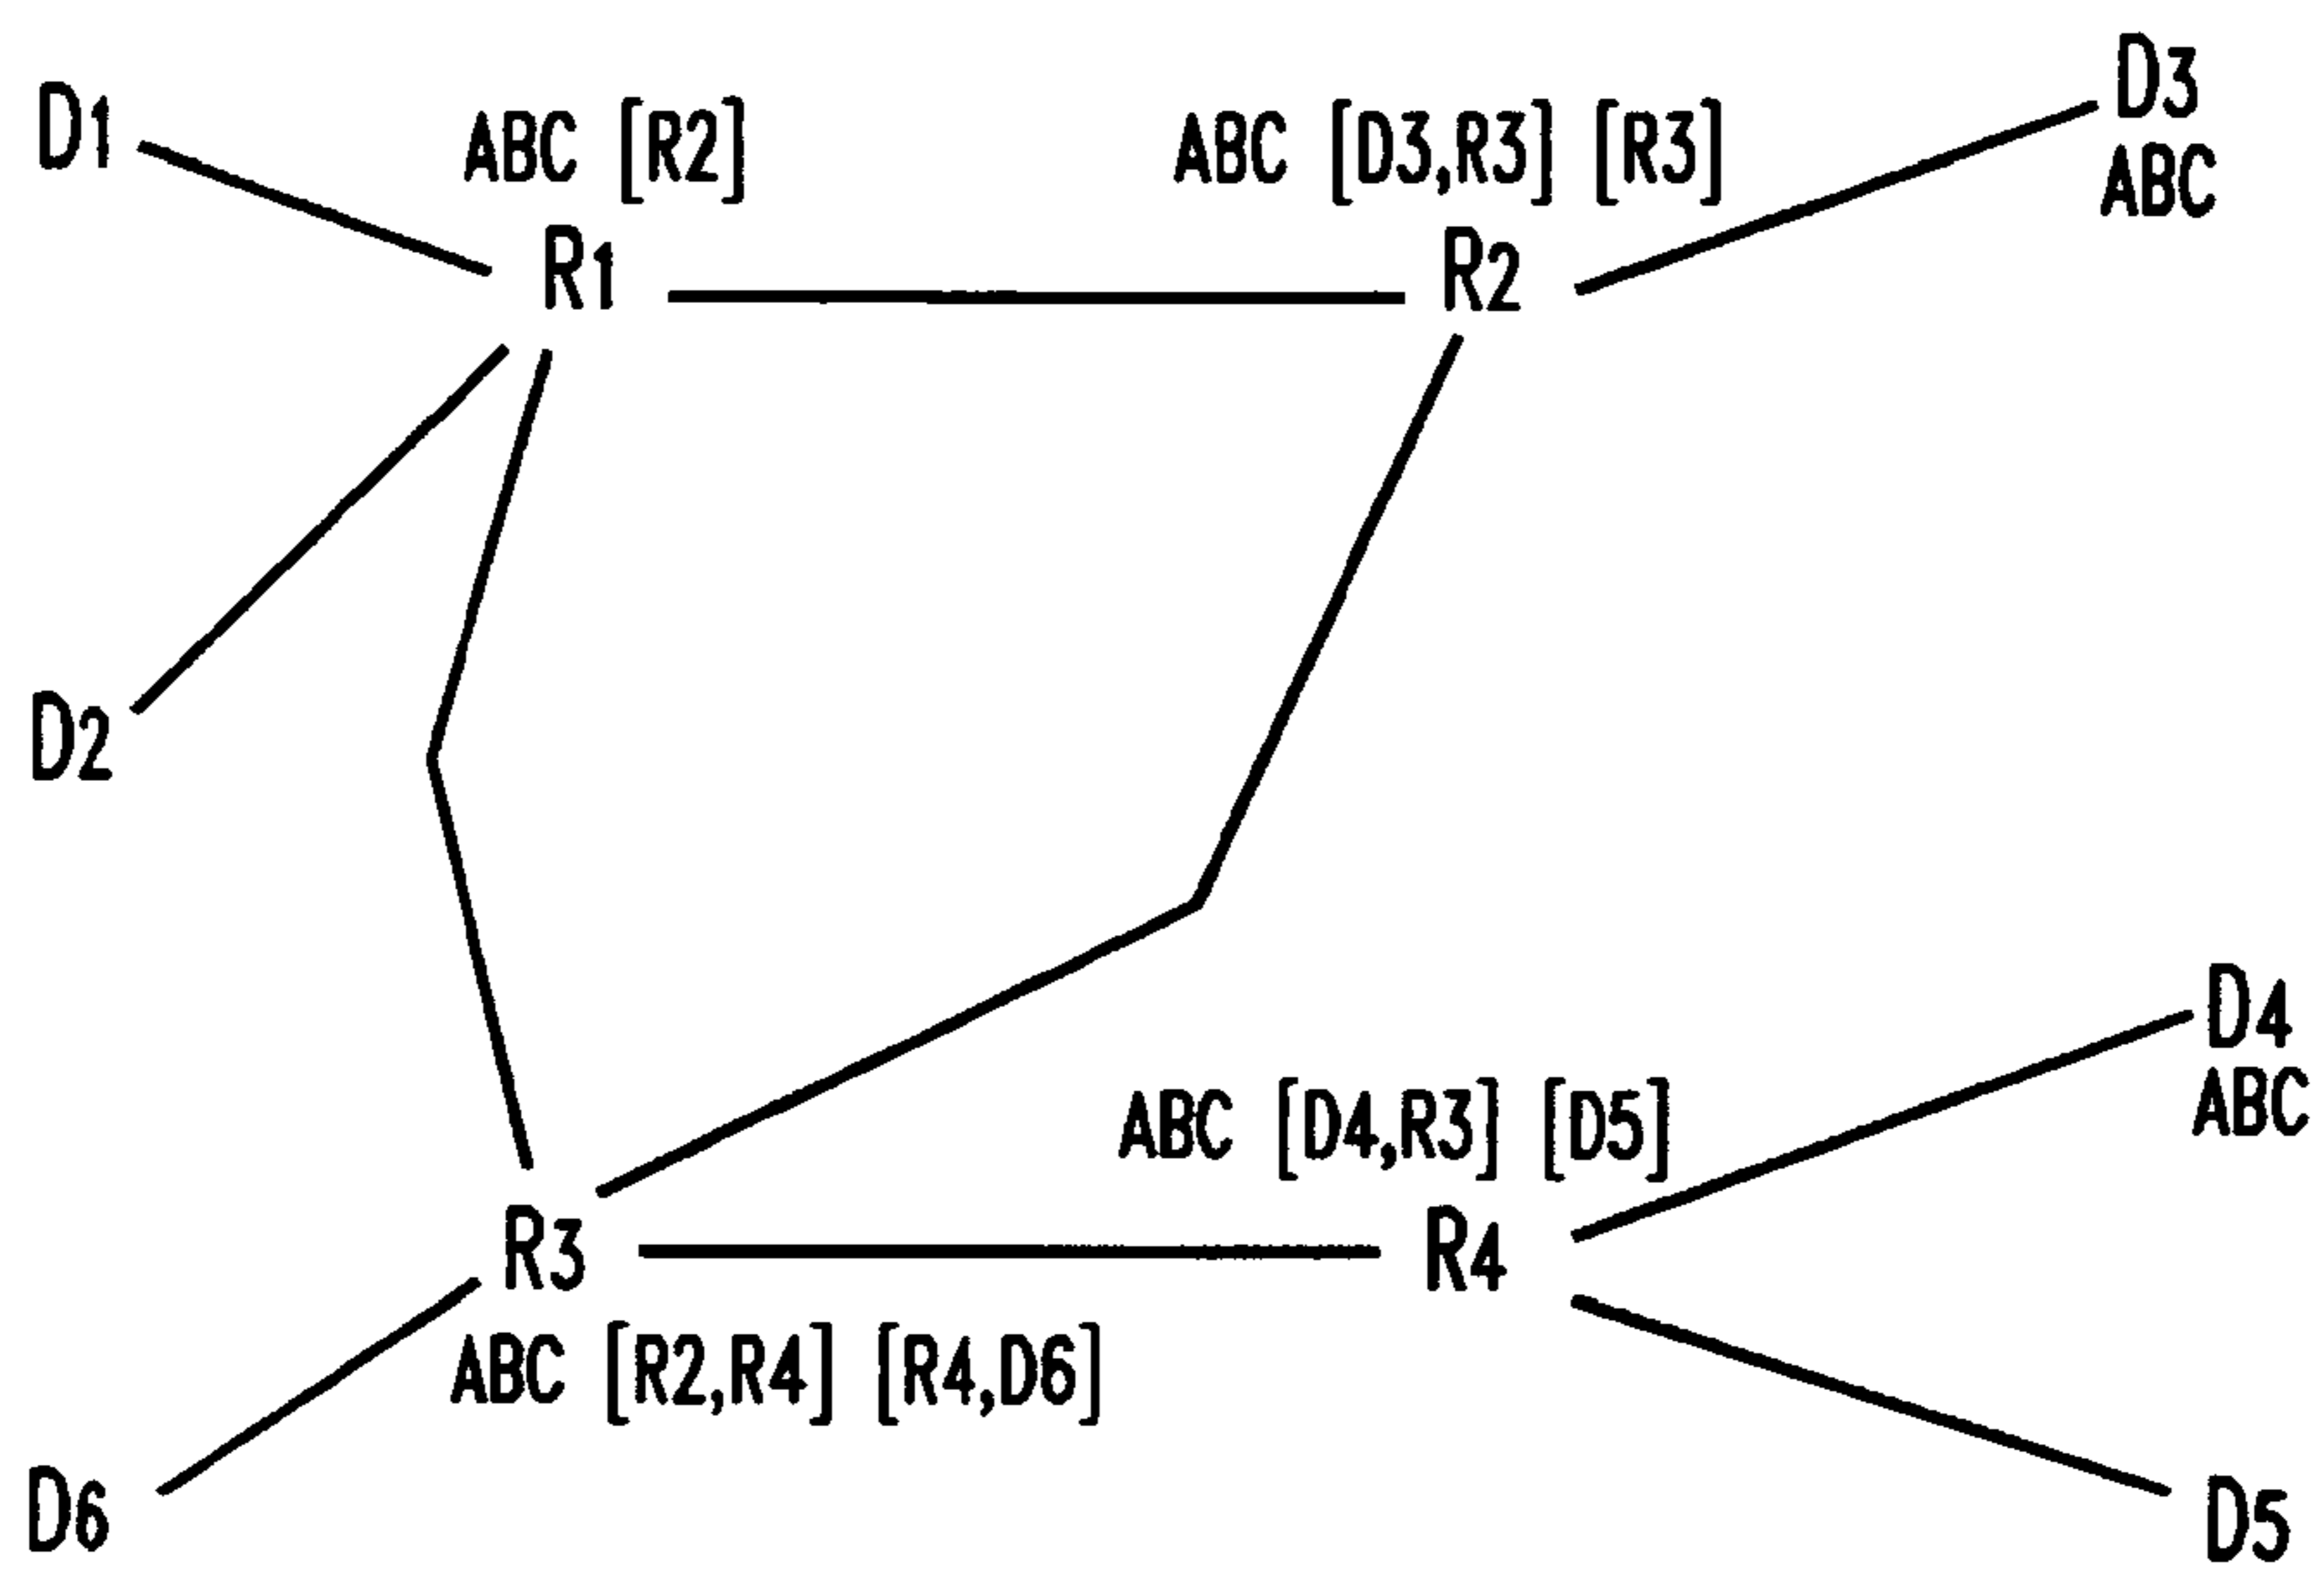 D1
ABC [R2]
ABC [D3,R3] [R3]
D3
ABC
R1
R2
D2
D4
ABC
ABC [D4,R3] [D5]
R3
R4
ABC [R2,R4] [R4,D6]
D6
D5